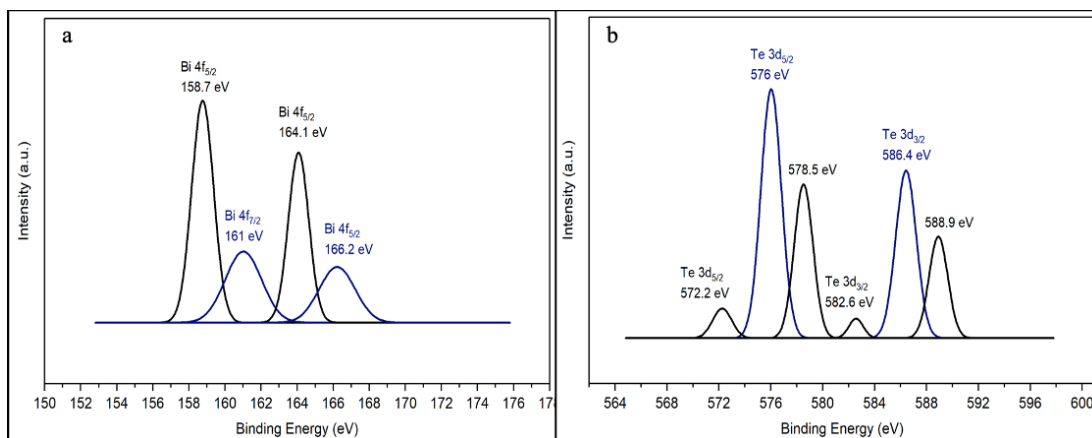 a
Bi 4f5/2
158.7 eV
Bi 4f5/2
164.1 eV
Bi 4f7/2
161 eV
Bi 4f5/2
166.2 eV
Intensity (a.u.)
150 152 154 156 158 160 162 164 166 168 170 172 174 176 178
Binding Energy (eV)
b
Te 3d5/2
576 eV
Te 3d3/2
586.4 eV
578.5 eV
588.9 eV
Te 3d5/2
572.2 eV
Te 3d3/2
582.6 eV
Intensity (a.u.)
564 568 572 576 580 584 588 592 596 600
Binding Energy (eV)